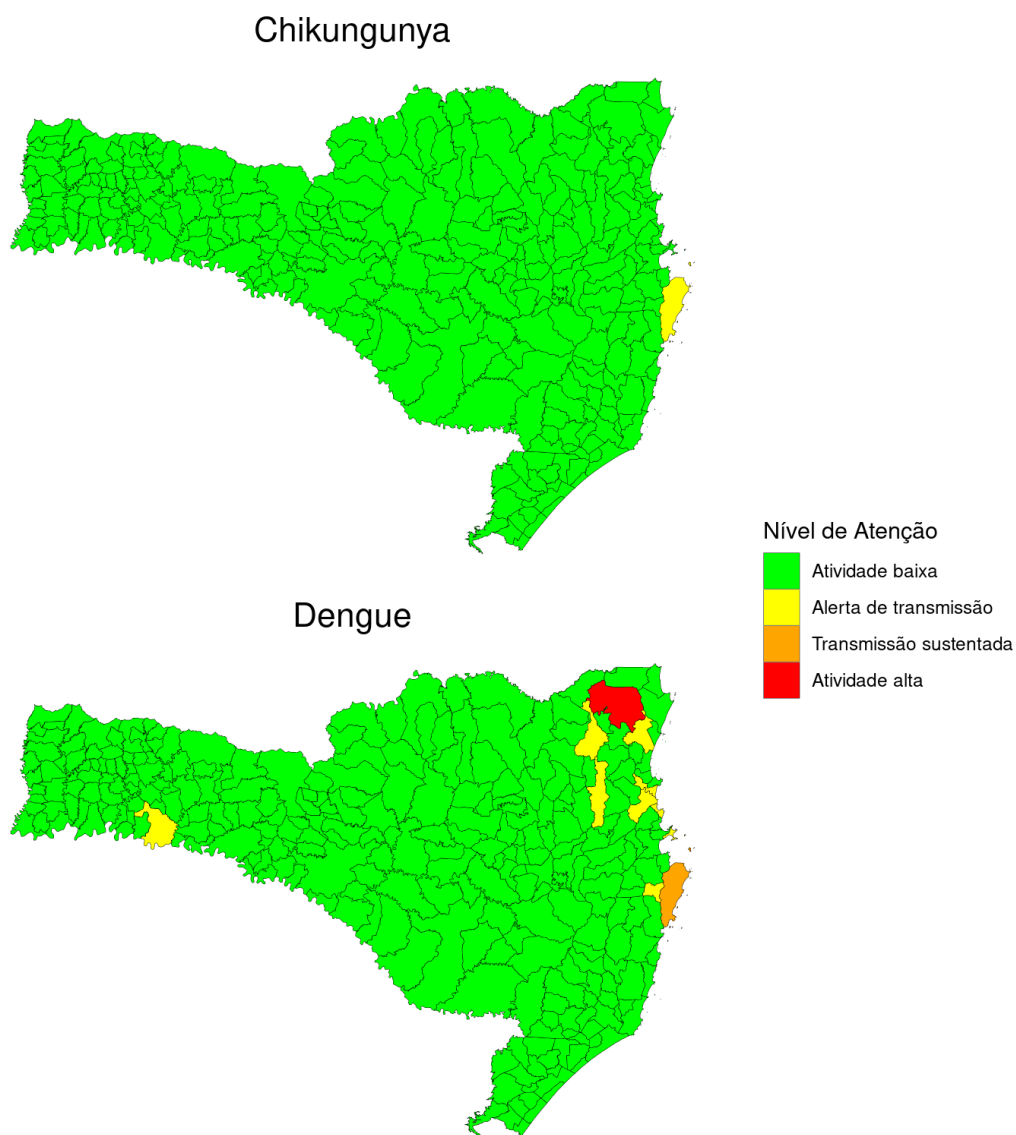 Chikungunya
Nível de Atenção
Atividade baixa
Alerta de transmissão
Transmissão sustentada
Atividade alta
Dengue